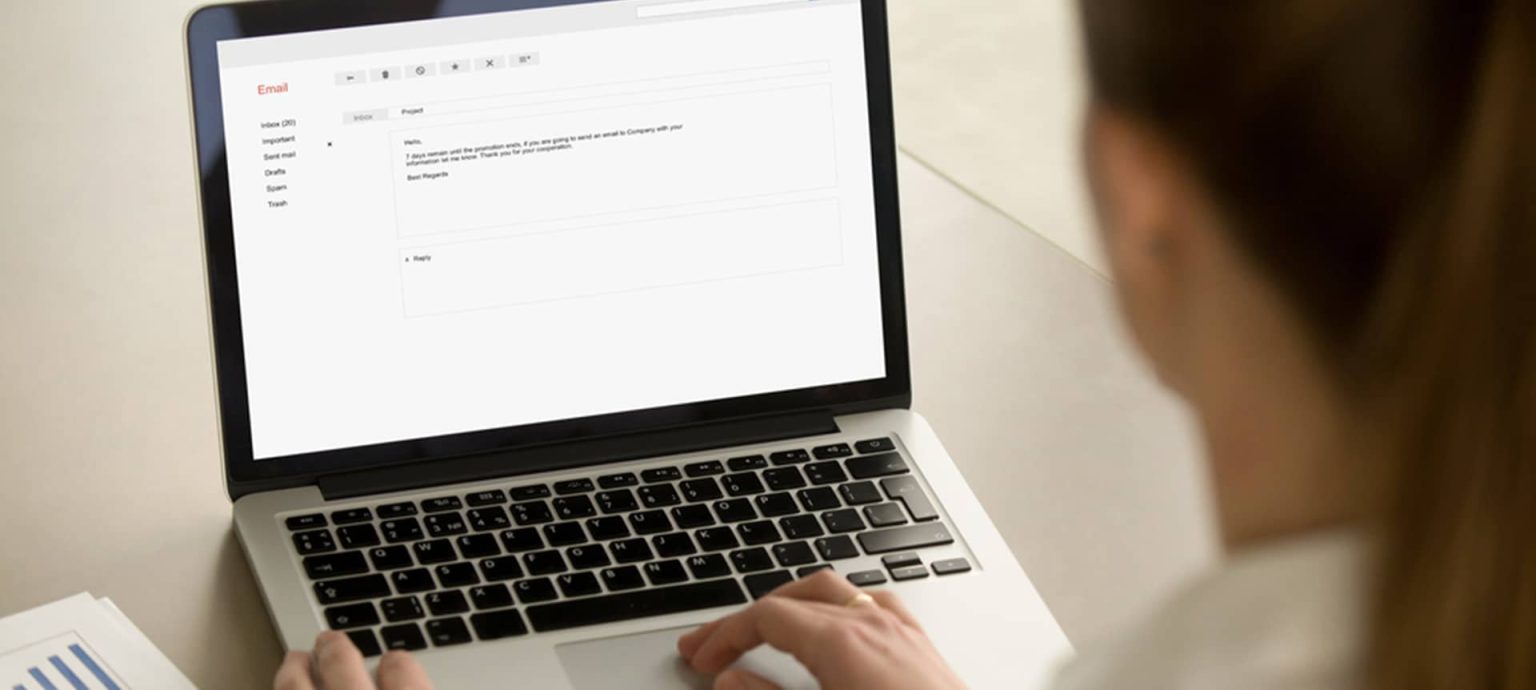 Email
Inbox (20)
Important
Sent mail
Drafts
Spam
Trash
Inbox
Project
Hello,
7 days remain until the promotion ends, if you are going to send an email to Company with your
information let me know. Thank you for your cooperation.
Best Regards
Reply
Q W E R T Y U I O P
A S D F G H J K L
Z X C V B N M